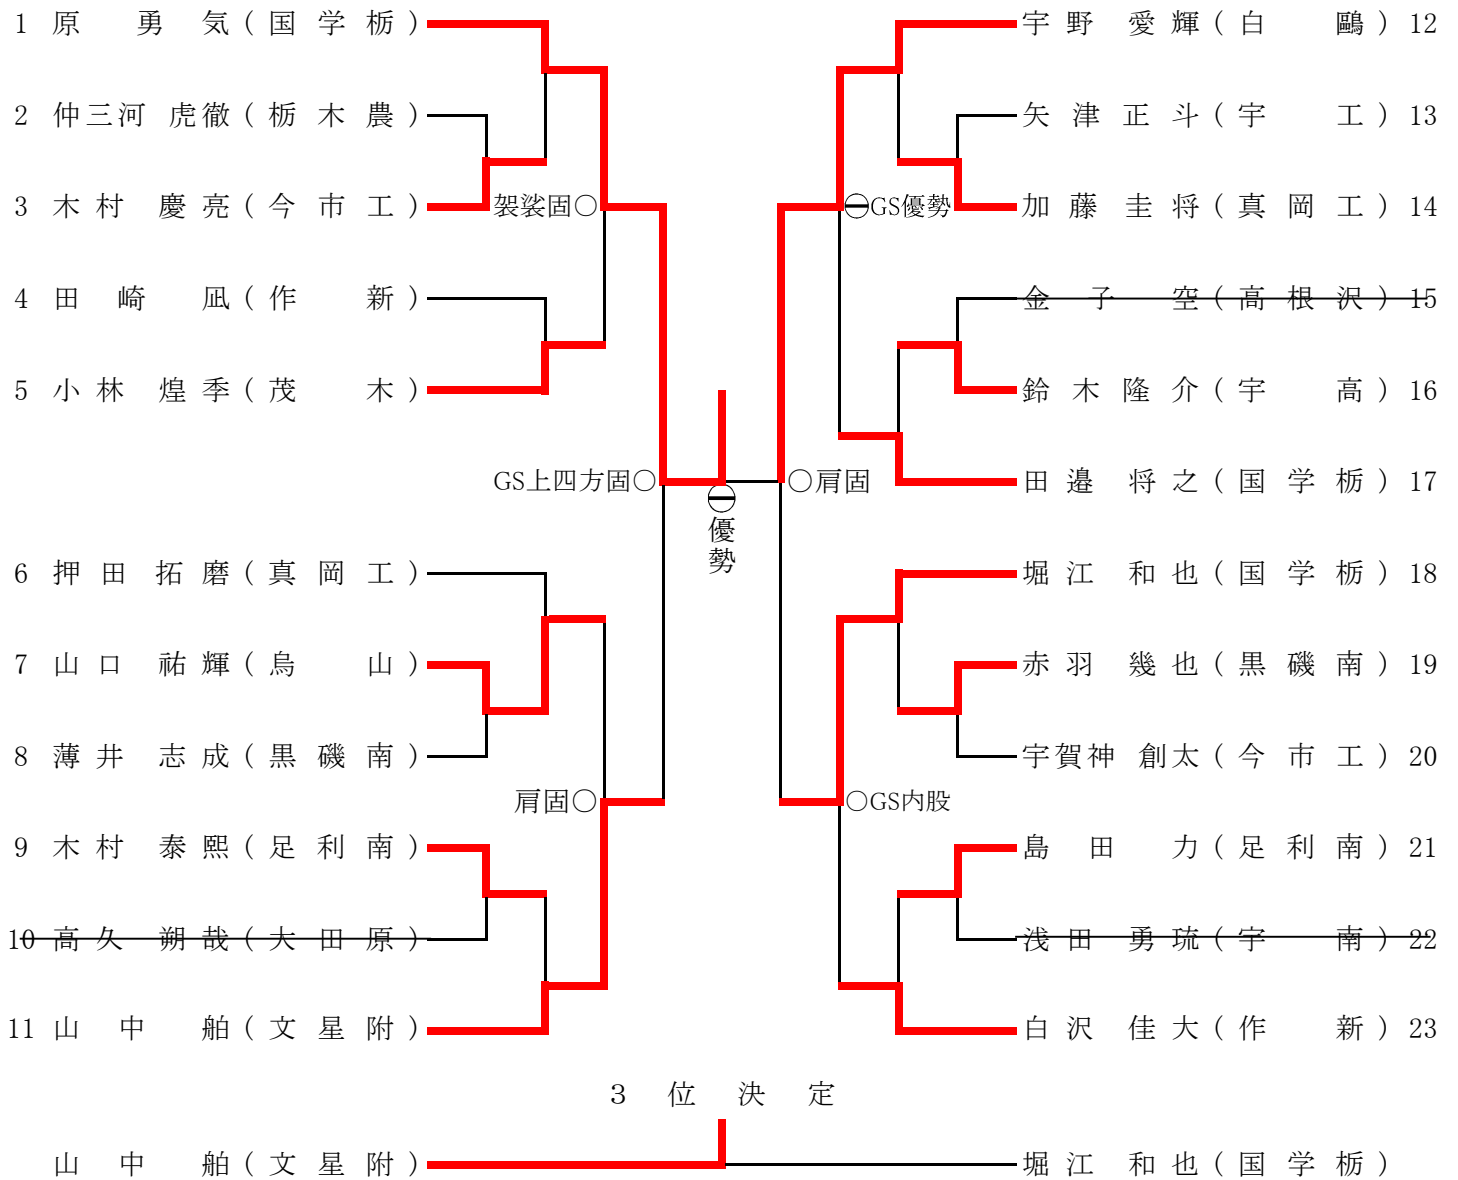 1 原 勇 気 ( 国 学 栃 )
2 仲三河 虎徹 ( 栃 木 農 )
3 木 村 慶 亮 ( 今 市 工 )
4 田 崎 凪 ( 作 新 )
5 小 林 煌 季 ( 茂 木 )
6 押 田 拓 磨 ( 真 岡 工 )
7 山 口 祐 輝 ( 烏 山 )
8 薄 井 志 成 ( 黒 磯 南 )
9 木 村 泰 熙 ( 足 利 南 )
10 高 久 朔 哉 ( 大 田 原 )
11 山 中 舶 ( 文 星 附 )
袈裟固○
GS上四方固○
肩固○
優勢
○肩固
GS優勢
○GS内股
宇 野 愛 輝 ( 白 鷗 ) 12
矢 津 正 斗 ( 宇 工 ) 13
加 藤 圭 将 ( 真 岡 工 ) 14
金 子 空 ( 高 根 沢 ) 15
鈴 木 隆 介 ( 宇 高 ) 16
田 邉 将 之 ( 国 学 栃 ) 17
堀 江 和 也 ( 国 学 栃 ) 18
赤 羽 幾 也 ( 黒 磯 南 ) 19
宇賀神 創太 ( 今 市 工 ) 20
島 田 力 ( 足 利 南 ) 21
浅 田 勇 琉 ( 宇 南 ) 22
白 沢 佳 大 ( 作 新 ) 23
３ 位 決 定
山 中 舶 ( 文 星 附 )
堀 江 和 也 ( 国 学 栃 )